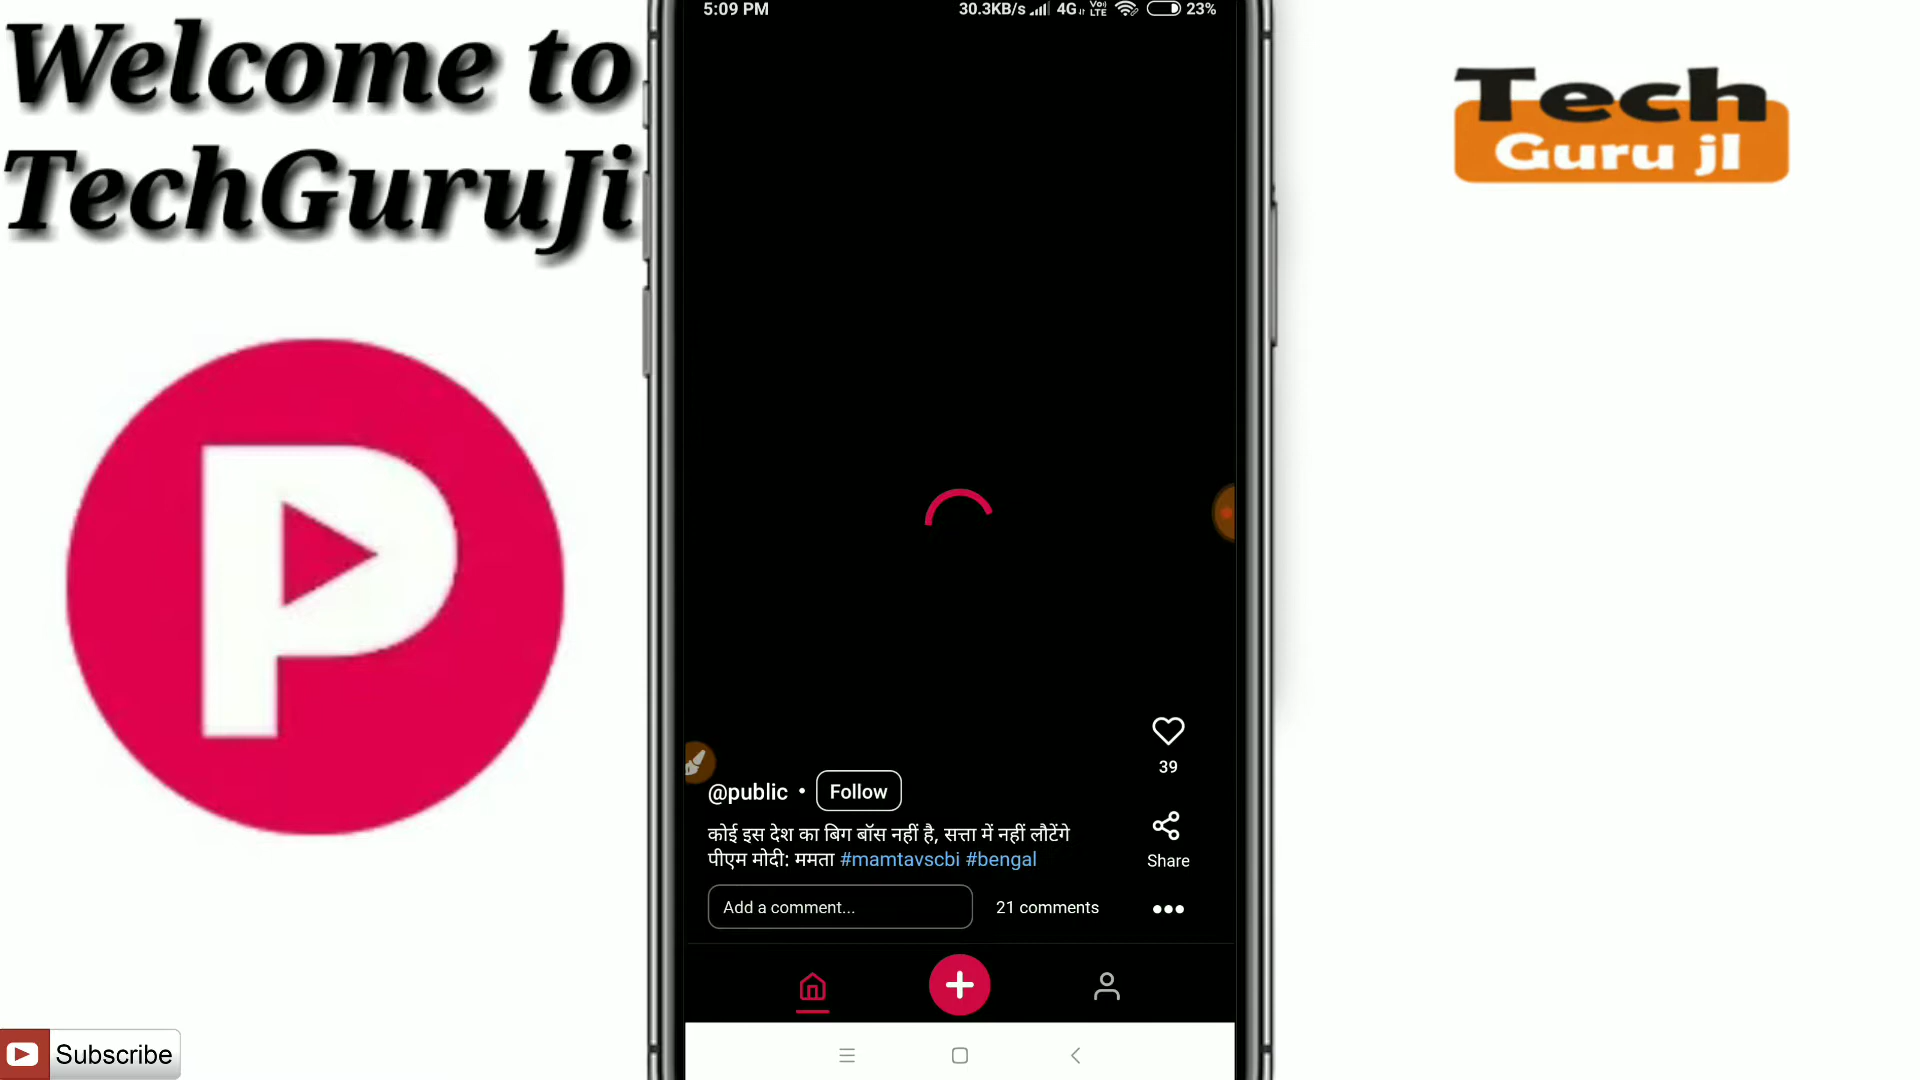 Welcome to
TechGuruJi
5:09 PM
30.3KB/s 4G VoLTE 23%
Tech
Guru jI
39
@public • Follow
कोई इस देश का बिग बॉस नहीं है, सत्ता में नहीं लौटेंगे
पीएम मोदी: ममता #mamtavscbi #bengal
Share
Add a comment...
21 comments
Subscribe